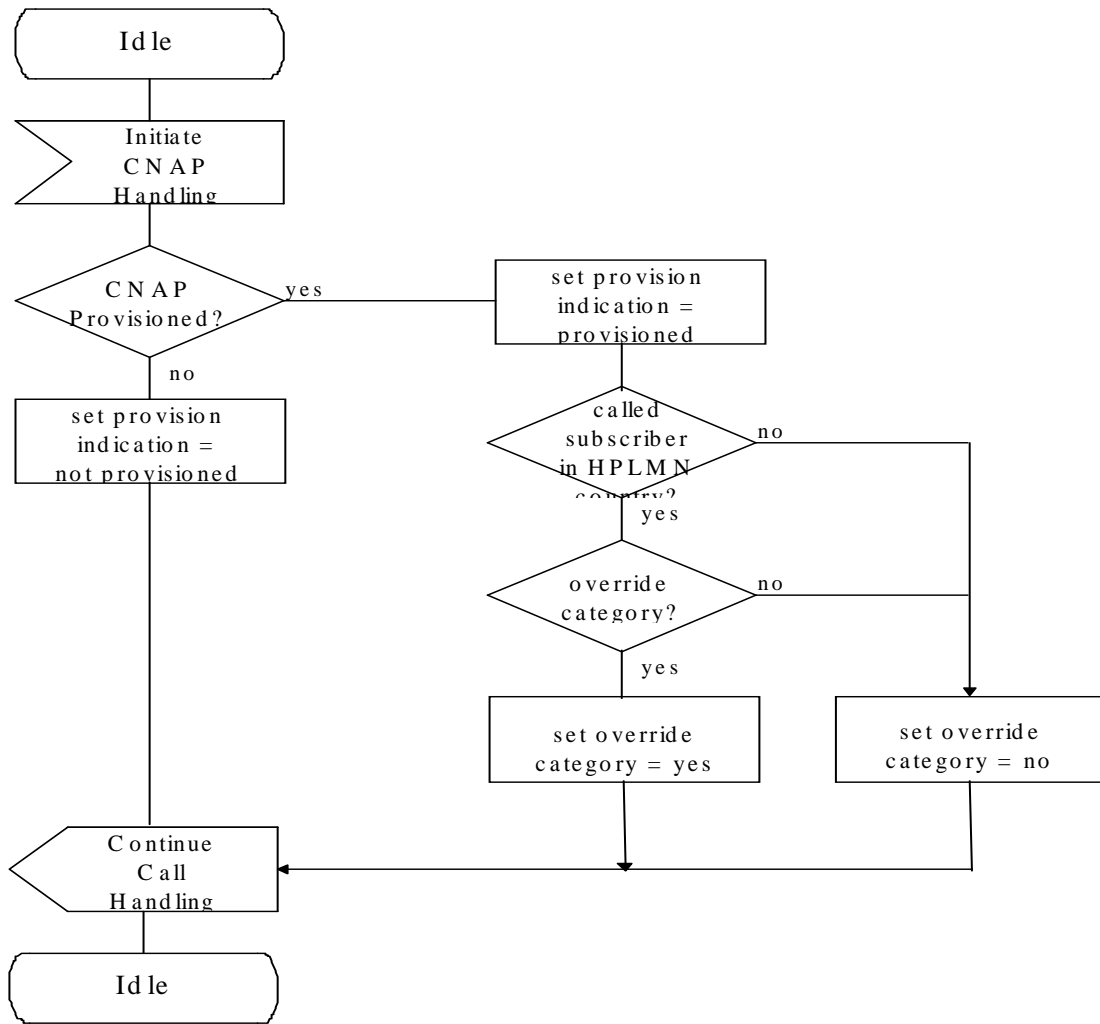 Idle
Initiate
CNAP
Handling
CNAP
Provisioned?
yes
no
set provision
indication =
not provisioned
set provision
indication =
provisioned
called
subscriber
in HPLMN
country?
no
yes
override
category?
no
yes
set override
category = yes
set override
category = no
Continue
Call
Handling
Idle